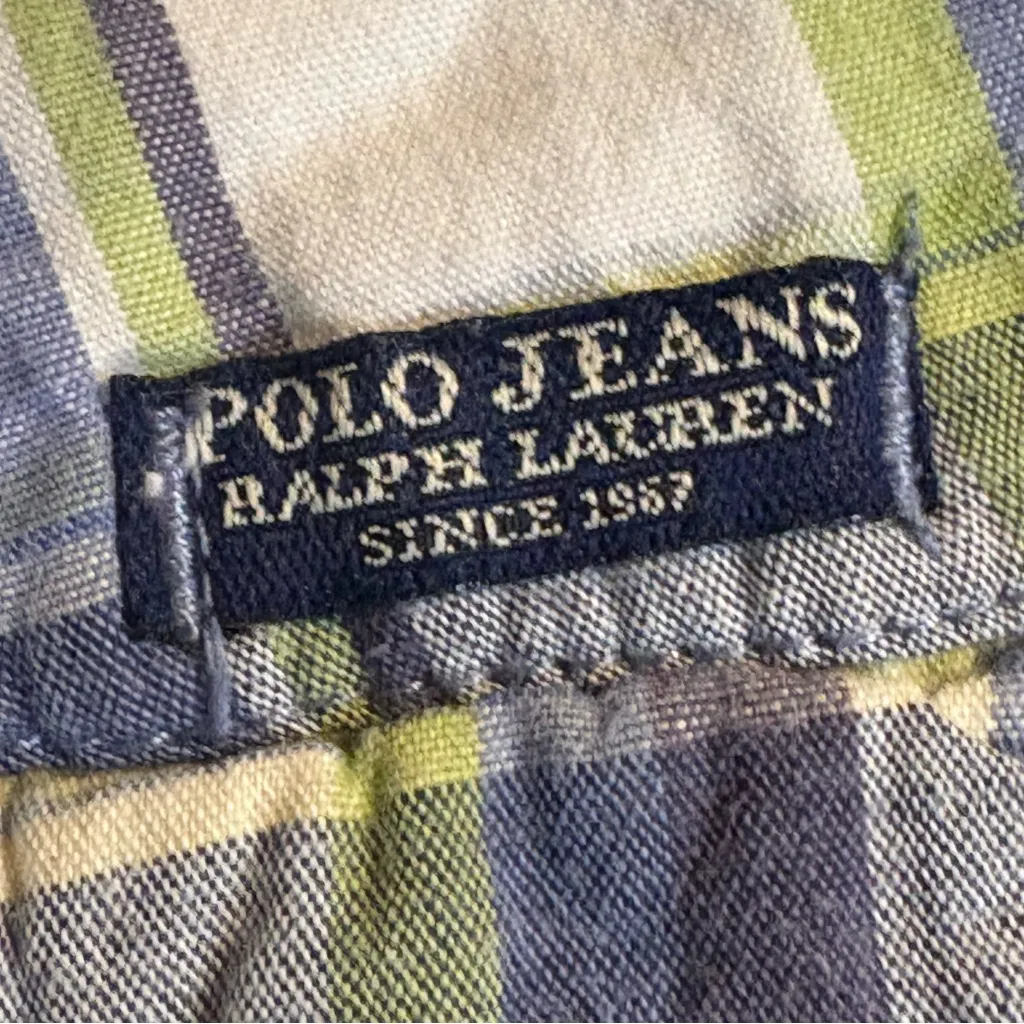 POLO JEANS
RALPH LAUREN
SINCE 1967